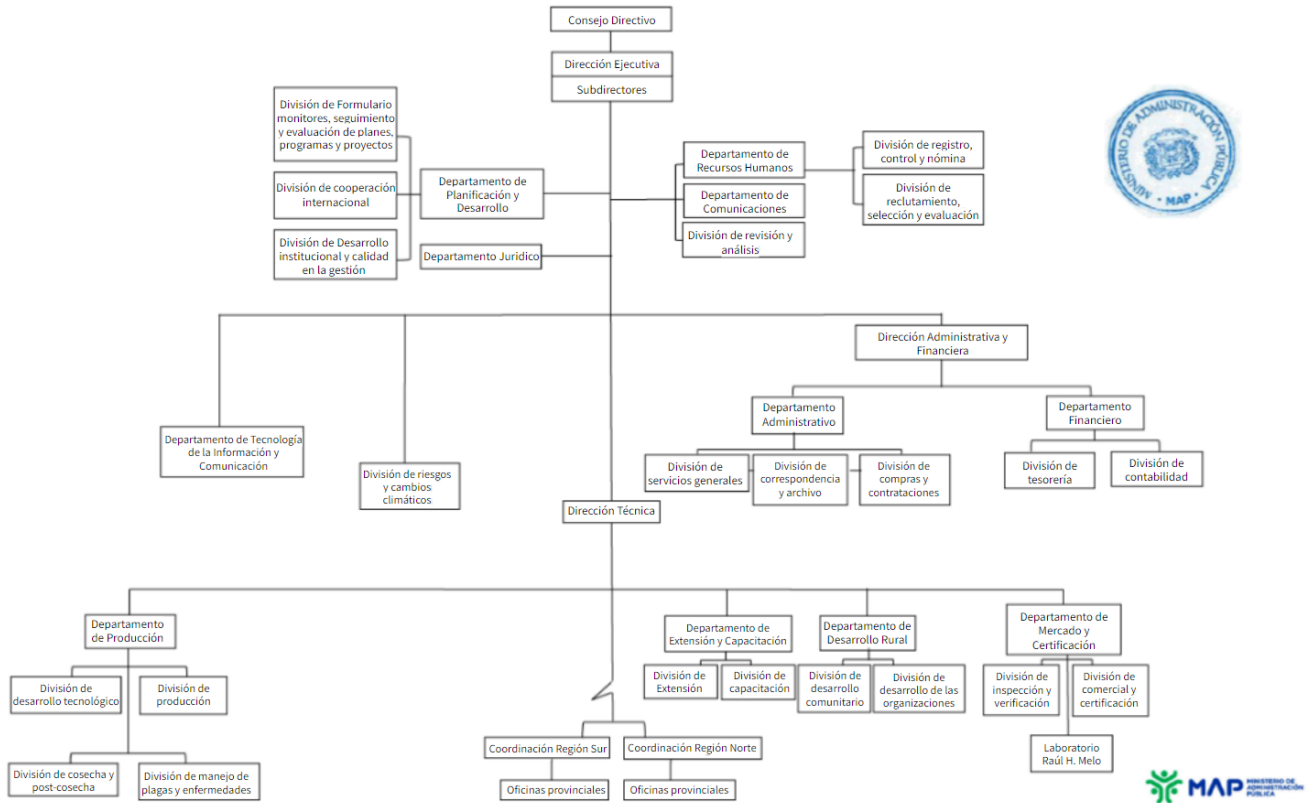 Consejo Directivo
Dirección Ejecutiva
Subdirectores
División de Formulario
monitores, seguimiento
y evaluación de planes,
programas y proyectos
División de cooperación
internacional
División de Desarrollo
institucional y calidad
en la gestión
Departamento de
Planificación y
Desarrollo
Departamento Juridico
Departamento de
Recursos Humanos
Departamento de
Comunicaciones
División de revisión y
análisis
División de registro,
control y nómina
División de
reclutamiento,
selección y evaluación
MINISTERIO DE ADMINISTRACIÓN PÚBLICA
· MAP ·
Dirección Administrativa y
Financiera
Departamento
Administrativo
Departamento
Financiero
Departamento de Tecnología
de la Información y
Comunicación
División de riesgos
y cambios
climáticos
División de
servicios generales
División de
correspondencia
y archivo
División de
compras y
contrataciones
División de
tesorería
División de
contabilidad
Dirección Técnica
Departamento
de Producción
Departamento de
Extensión y Capacitación
Departamento de
Desarrollo Rural
Departamento de
Mercado y
Certificación
División de
desarrollo tecnológico
División de
producción
División de
Extensión
División de
capacitación
División de
desarrollo
comunitario
División de
desarrollo de las
organizaciones
División de
inspección y
verificación
División de
comercial y
certificación
División de cosecha y
post-cosecha
División de manejo de
plagas y enfermedades
Coordinación Región Sur
Coordinación Región Norte
Oficinas provinciales
Oficinas provinciales
Laboratorio
Raúl H. Melo
MAP
MINISTERIO DE
ADMINISTRACIÓN
PÚBLICA